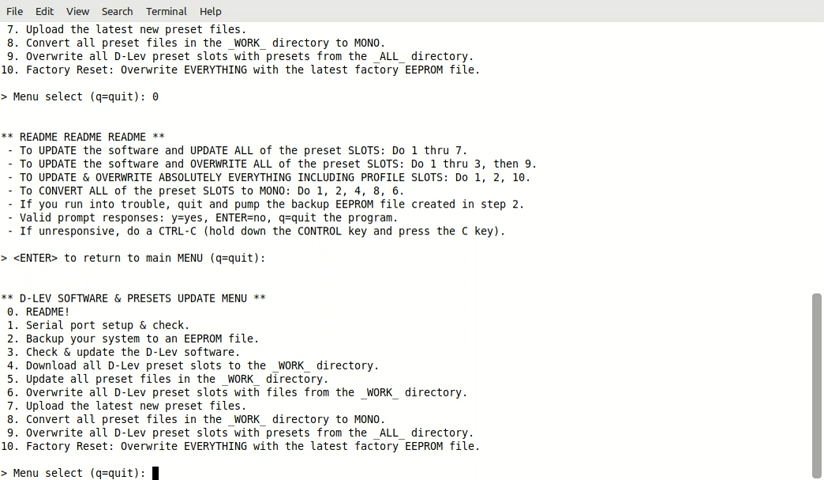 File Edit View Search Terminal Help
7. Upload the latest new preset files.
8. Convert all preset files in the _WORK_ directory to MONO.
9. Overwrite all D-Lev preset slots with presets from the _ALL_ directory.
10. Factory Reset: Overwrite EVERYTHING with the latest factory EEPROM file.
> Menu select (q=quit): 0
** README README README **
- To UPDATE the software and UPDATE ALL of the preset SLOTS: Do 1 thru 7.
- To UPDATE the software and OVERWRITE ALL of the preset SLOTS: Do 1 thru 3, then 9.
- TO UPDATE & OVERWRITE ABSOLUTELY EVERYTHING INCLUDING PROFILE SLOTS: Do 1, 2, 10.
- To CONVERT ALL of the preset SLOTS to MONO: Do 1, 2, 4, 8, 6.
- If you run into trouble, quit and pump the backup EEPROM file created in step 2.
- Valid prompt responses: y=yes, ENTER=no, q=quit the program.
- If unresponsive, do a CTRL-C (hold down the CONTROL key and press the C key).
> <ENTER> to return to main MENU (q=quit):
** D-LEV SOFTWARE & PRESETS UPDATE MENU **
0. README!
1. Serial port setup & check.
2. Backup your system to an EEPROM file.
3. Check & update the D-Lev software.
4. Download all D-Lev preset slots to the _WORK_ directory.
5. Update all preset files in the _WORK_ directory.
6. Overwrite all D-Lev preset slots with files from the _WORK_ directory.
7. Upload the latest new preset files.
8. Convert all preset files in the _WORK_ directory to MONO.
9. Overwrite all D-Lev preset slots with presets from the _ALL_ directory.
10. Factory Reset: Overwrite EVERYTHING with the latest factory EEPROM file.
> Menu select (q=quit):